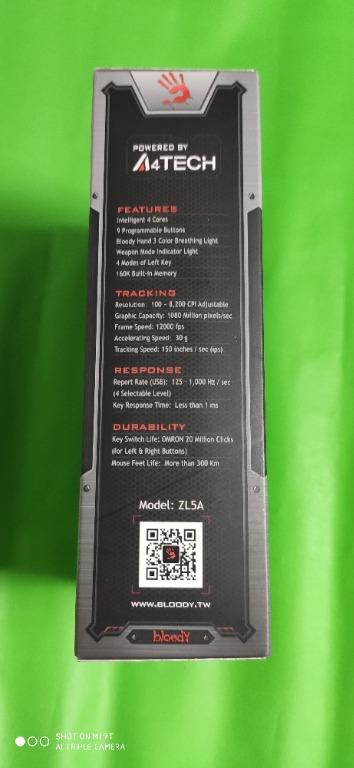 POWERED BY
A4TECH
FEATURES
Intelligent 4 Cores
9 Programmable Buttons
Bloody Hand 3 Color Breathing Light
Weapon Mode Indicator Light
4 Modes of Left Key
160K Built-in Memory
TRACKING
Resolution: 100 - 8,200 CPI Adjustable
Graphic Capacity: 1080 Million pixels/sec
Frame Speed: 12000 fps
Accelerating Speed: 30 g
Tracking Speed: 150 inches / sec (ips)
RESPONSE
Report Rate (USB): 125 - 1,000 Hz / sec
(4 Selectable Level)
Key Response Time: Less than 1 ms
DURABILITY
Key Switch Life: OMRON 20 Million Clicks
(for Left & Right Buttons)
Mouse Feet Life: More than 300 Km
Model: ZL5A
WWW.BLOODY.TW
bloody
SHOT ON MI 9T
AI TRIPLE CAMERA